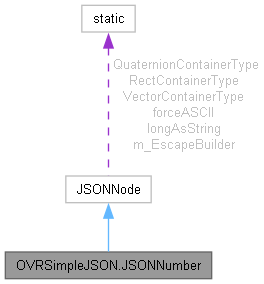 static
QuaternionContainerType
RectContainerType
VectorContainerType
forceASCII
longAsString
m_EscapeBuilder
JSONNode
OVRSimpleJSON.JSONNumber